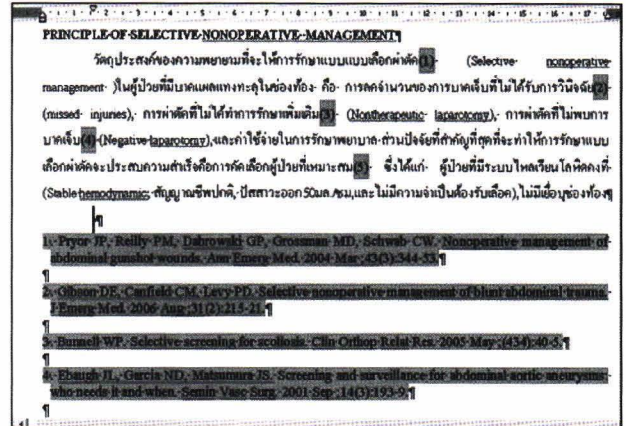 PRINCIPLE OF SELECTIVE NONOPERATIVE MANAGEMENT
วัตถุประสงค์ของความพยายามที่จะให้การรักษาแบบแบบเลือกผ่าตัด(1) (Selective nonoperative
management )ในผู้ป่วยที่มีบาดแผลแทงทะลุในช่องท้อง คือ การลดจำนวนของการบาดเจ็บที่ไม่ได้รับการวินิจฉัย(2)
(missed injuries), การผ่าตัดที่ไม่ได้ทำการรักษาเพิ่มเติม(3) (Nontherapeutic laparotomy), การผ่าตัดที่ไม่พบการ
บาดเจ็บ(4) (Negative laparotomy),และค่าใช้จ่ายในการรักษาพยาบาล ส่วนปัจจัยที่สำคัญที่สุดที่จะทำให้การรักษาแบบ
เลือกผ่าตัดจะประสบความสำเร็จคือการคัดเลือกผู้ป่วยที่เหมาะสม(5) ซึ่งได้แก่ ผู้ป่วยที่มีระบบไหลเวียนโลหิตคงที่
(Stable hemodynamic: สัญญาณชีพปกติ, ปัสสาวะออก 50มล./ชม,และไม่มีความจำเป็นต้องรับเลือด),ไม่มีเยื่อบุช่องท้อง
1. Pryor JP, Reilly PM, Dabrowski GP, Grossman MD, Schwab CW. Nonoperative management of
abdominal gunshot wounds. Ann Emerg Med. 2004 Mar;43(3):344-53.
2. Gibson DE, Canfield CM, Levy PD. Selective nonoperative management of blunt abdominal trauma.
J Emerg Med. 2006 Aug;31(2):215-21.
3. Bunnell WP. Selective screening for scoliosis. Clin Orthop Relat Res. 2005 May;(434):40-5.
4. Ebaugh JL, Garcia ND, Matsumura JS. Screening and surveillance for abdominal aortic aneurysms:
who needs it and when. Semin Vasc Surg. 2001 Sep;14(3):193-9.